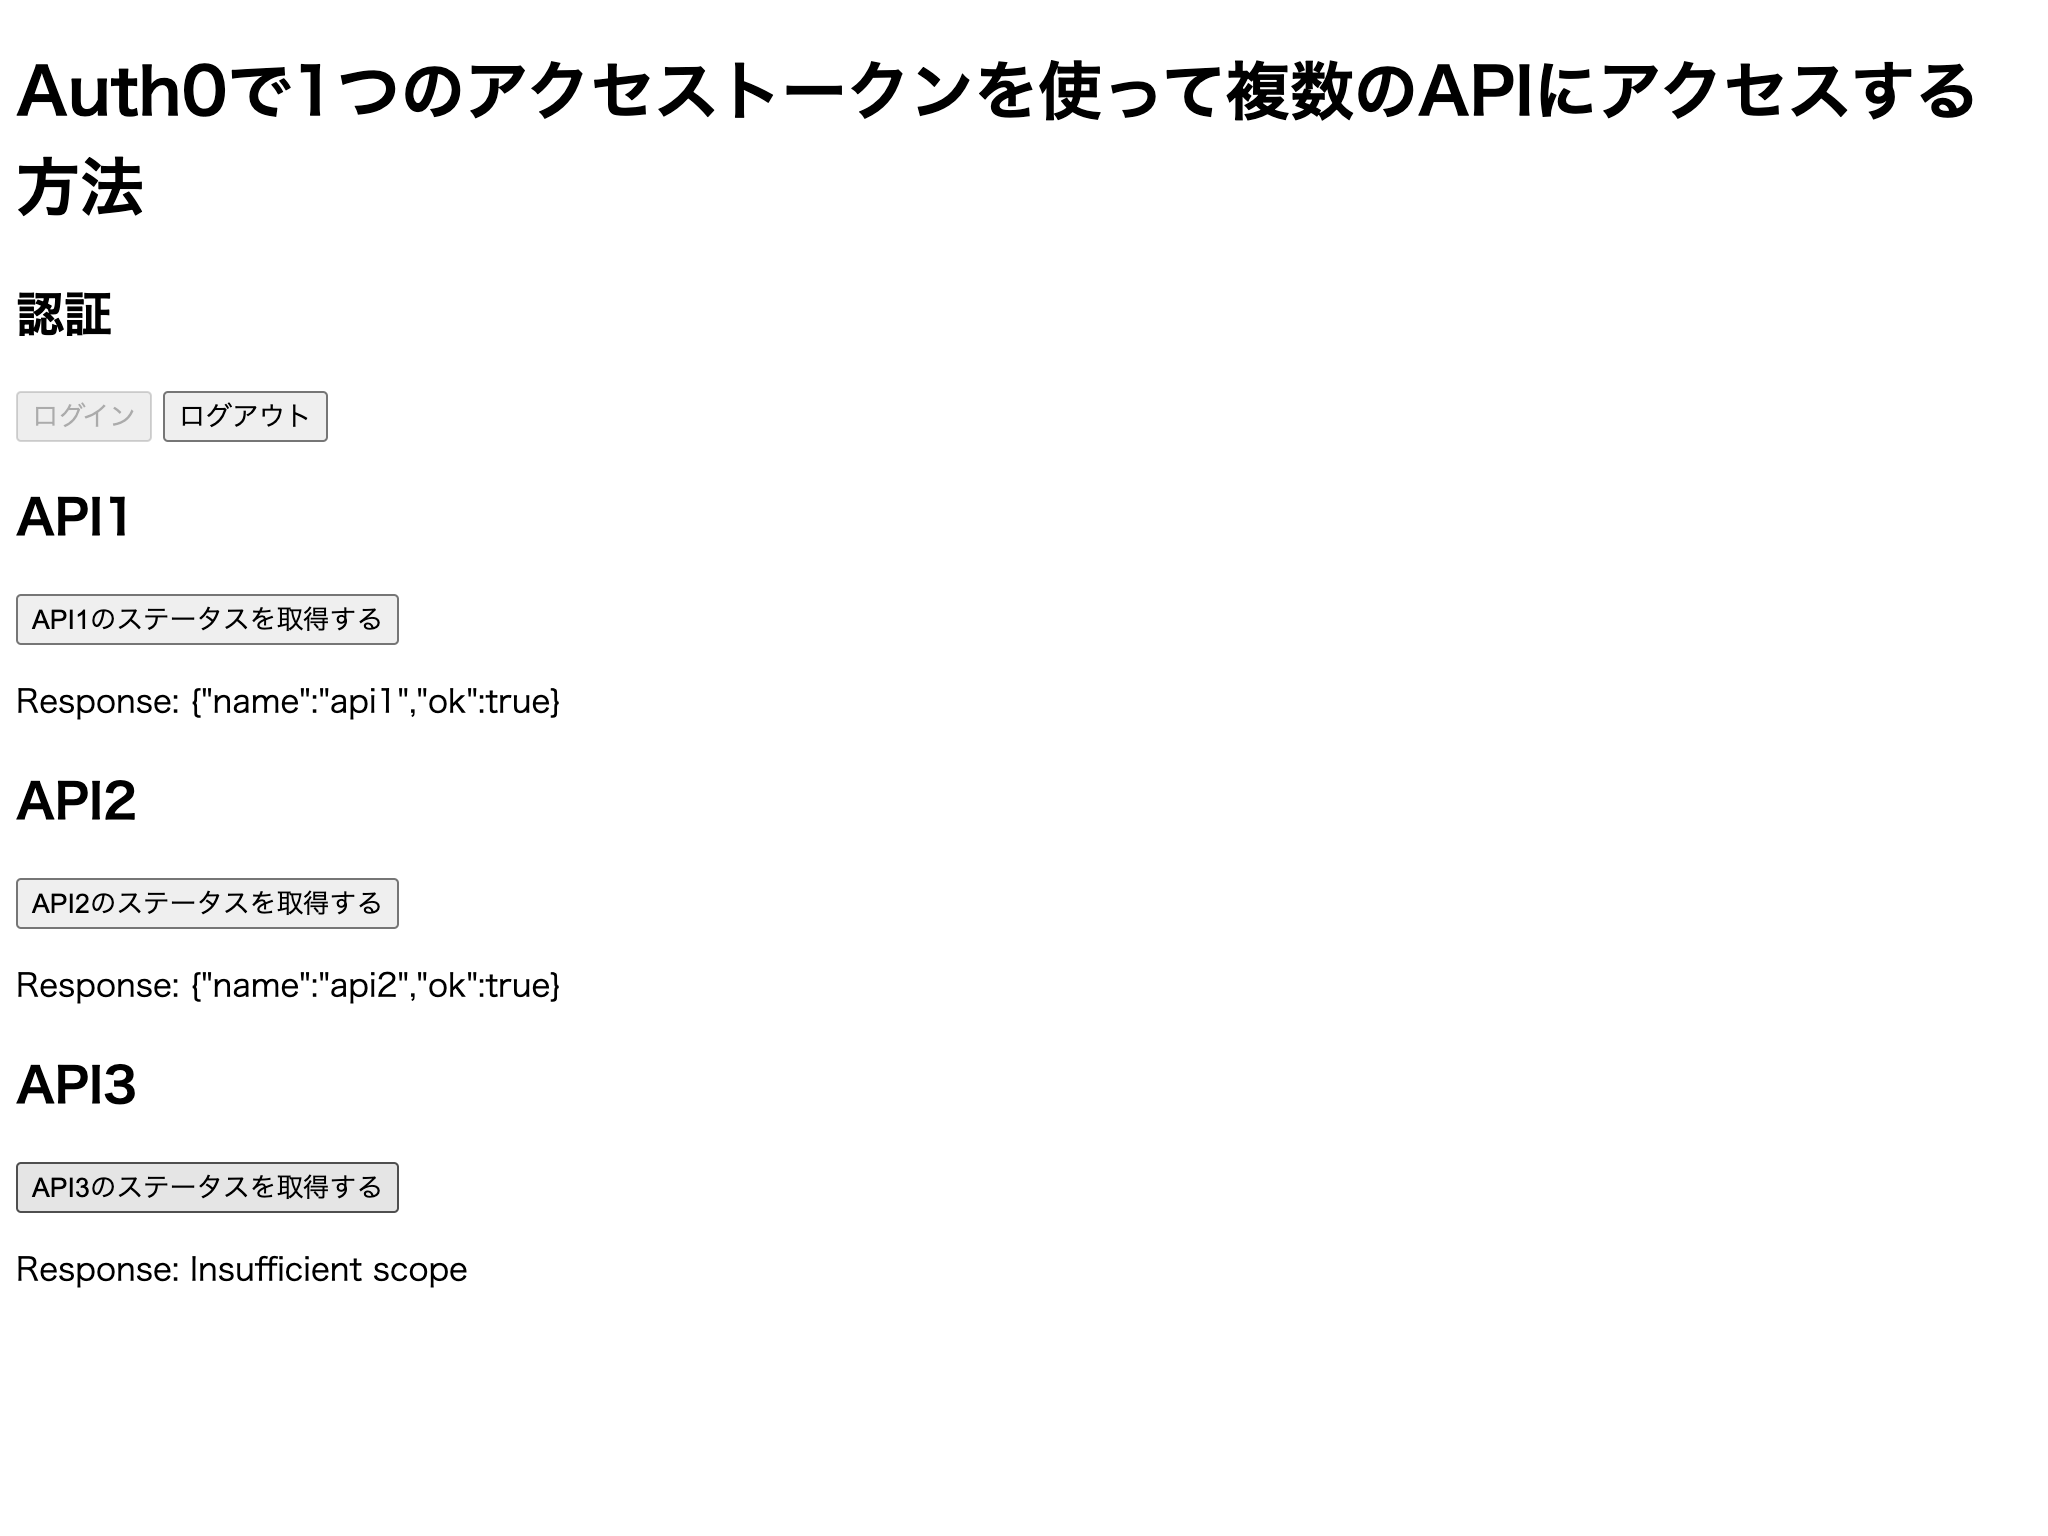 Auth0で1つのアクセストークンを使って複数のAPIにアクセスする
方法
認証
ログイン ログアウト
API1
API1のステータスを取得する
Response: {"name":"api1","ok":true}
API2
API2のステータスを取得する
Response: {"name":"api2","ok":true}
API3
API3のステータスを取得する
Response: Insufficient scope